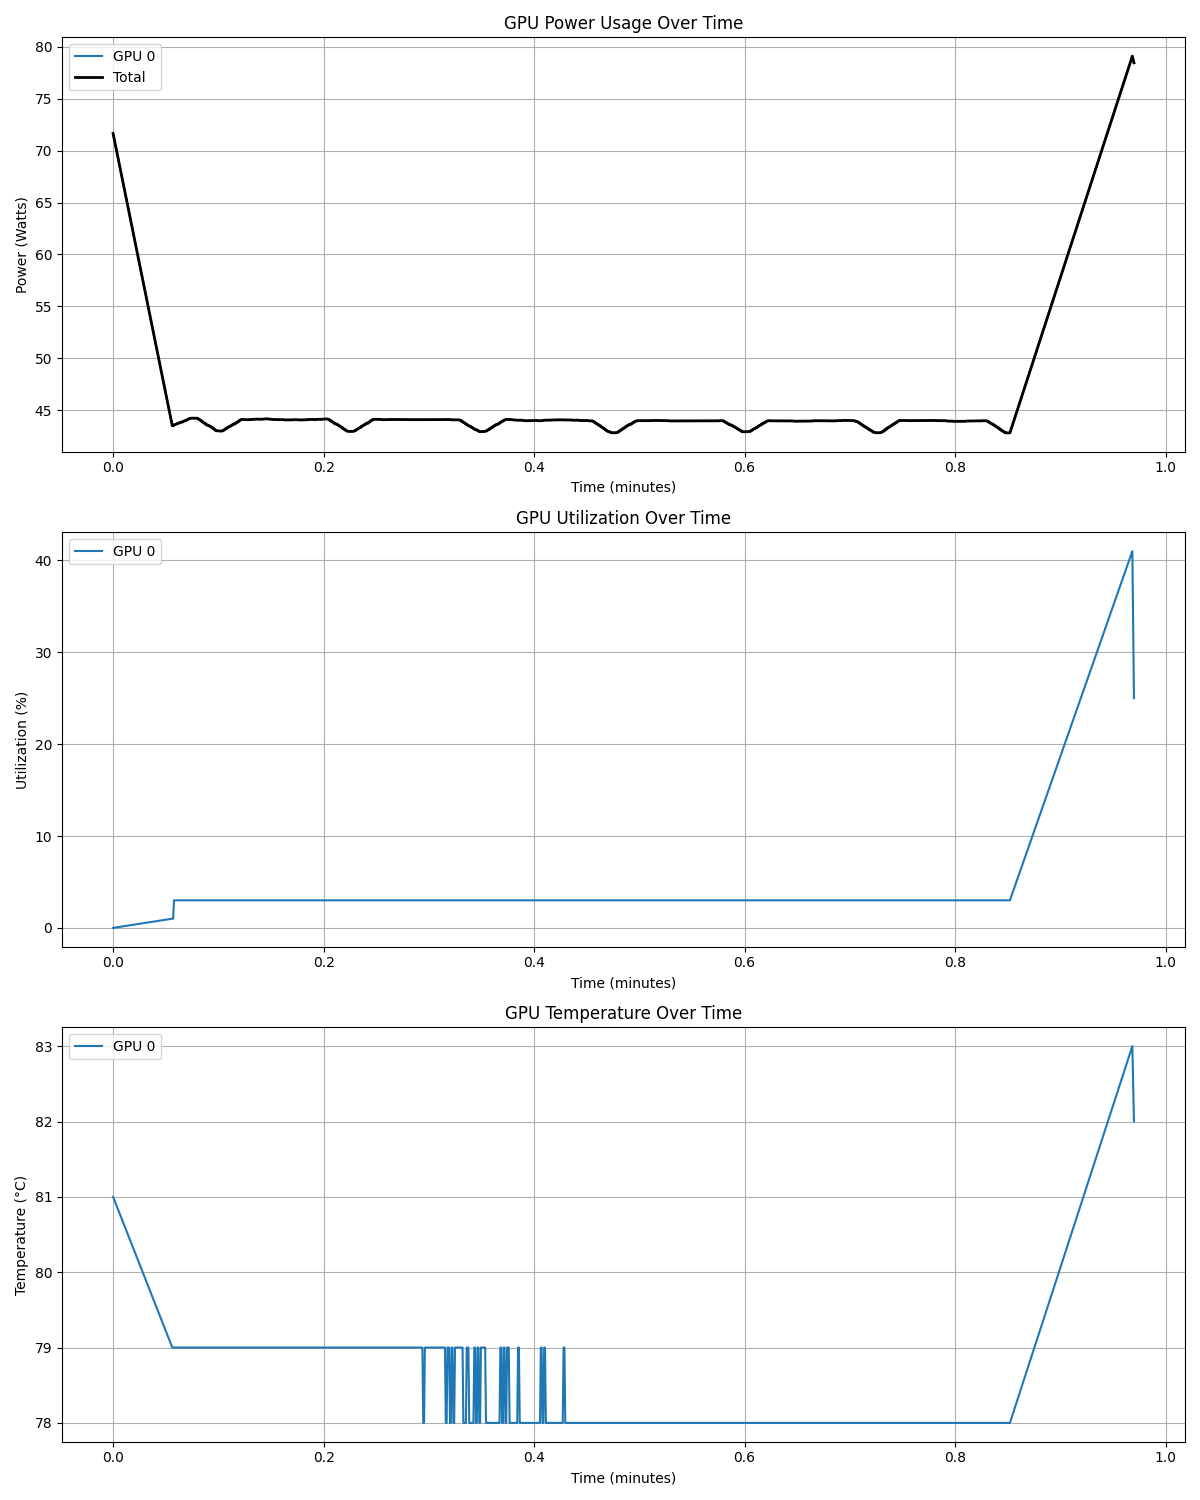 GPU Power Usage Over Time
80
75
70
65
60
55
50
45
Power (Watts)
GPU 0
Total
0.0 0.2 0.4 0.6 0.8 1.0
Time (minutes)
GPU Utilization Over Time
40
30
20
10
0
Utilization (%)
GPU 0
0.0 0.2 0.4 0.6 0.8 1.0
Time (minutes)
GPU Temperature Over Time
83
82
81
80
79
78
Temperature (°C)
GPU 0
0.0 0.2 0.4 0.6 0.8 1.0
Time (minutes)